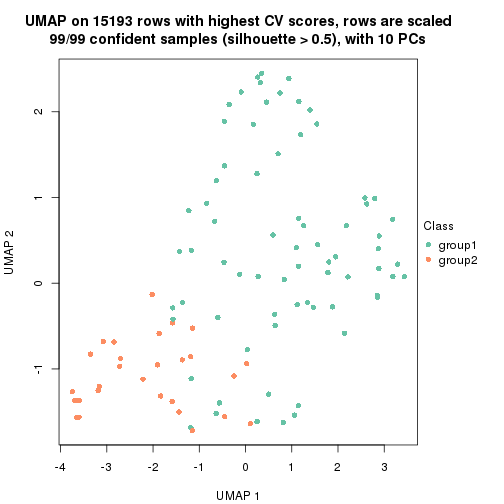 UMAP on 15193 rows with highest CV scores, rows are scaled
99/99 confident samples (silhouette > 0.5), with 10 PCs
2
1
0
-1
UMAP 2
Class
group1
group2
-4 -3 -2 -1 0 1 2 3
UMAP 1